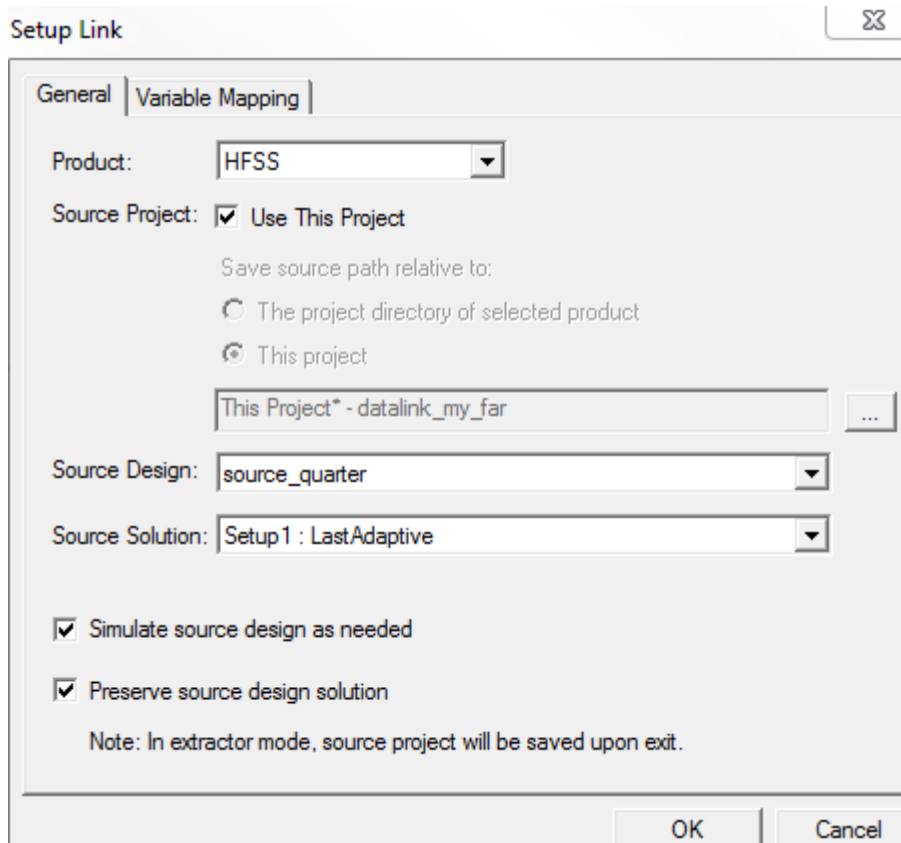 Setup Link
General Variable Mapping
Product: HFSS
Source Project: Use This Project
Save source path relative to:
The project directory of selected product
This project
This Project* - datalink_my_far ...
Source Design: source_quarter
Source Solution: Setup1 : LastAdaptive
Simulate source design as needed
Preserve source design solution
Note: In extractor mode, source project will be saved upon exit.
OK Cancel